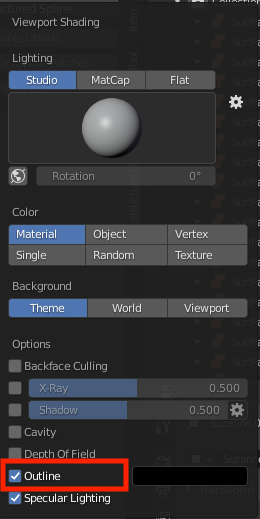 Collection
Viewport Shading
Lighting
Studio MatCap Flat
Rotation 0°
Color
Material Object Vertex
Single Random Texture
Background
Theme World Viewport
Options
Backface Culling
X-Ray 0.500
Shadow 0.500
Cavity
Depth Of Field
Outline
Specular Lighting